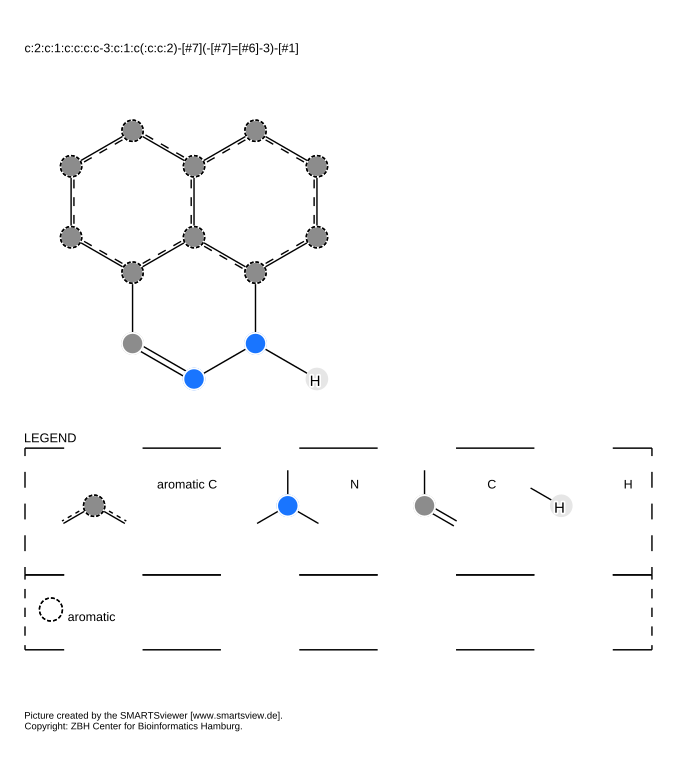 c:2:c:1:c:c:c:c-3:c:1:c(:c:c:2)-[#7](-[#7]=[#6]-3)-[#1]
H
LEGEND
aromatic C
N
C
H
H
aromatic
Picture created by the SMARTSviewer [www.smartsview.de].
Copyright: ZBH Center for Bioinformatics Hamburg.